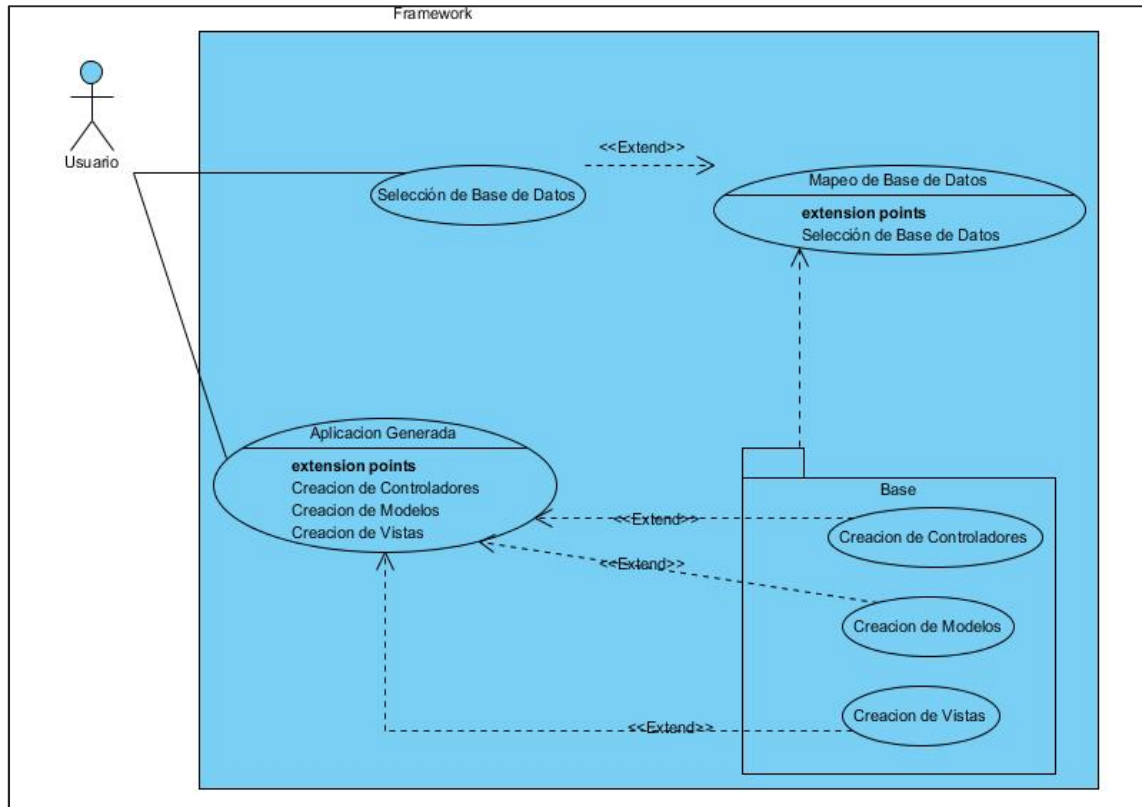 Framework
Usuario
<<Extend>>
Selección de Base de Datos
Mapeo de Base de Datos
extension points
Selección de Base de Datos
Aplicacion Generada
extension points
Creacion de Controladores
Creacion de Modelos
Creacion de Vistas
Base
<<Extend>>
Creacion de Controladores
<<Extend>>
Creacion de Modelos
<<Extend>>
Creacion de Vistas